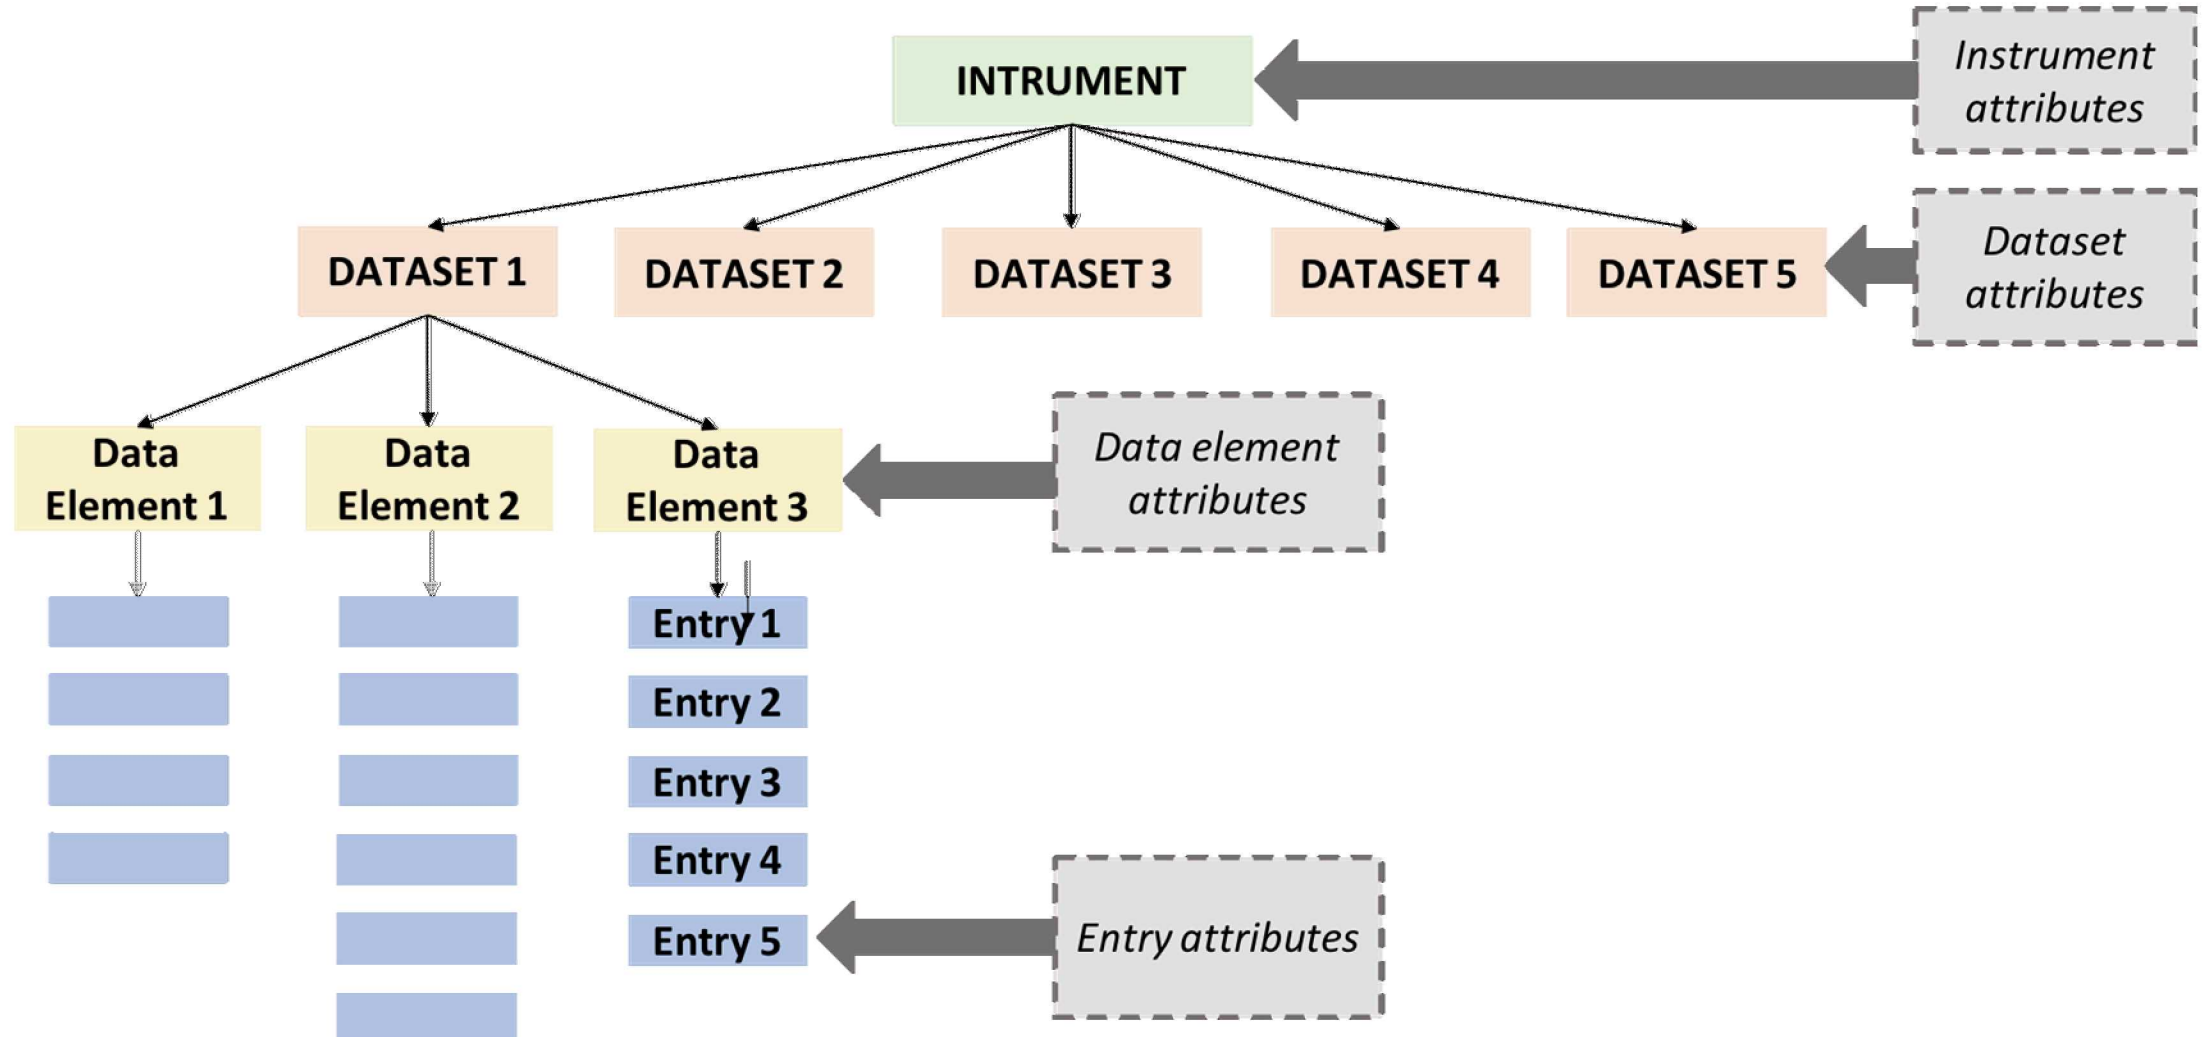 INTRUMENT
Instrument
attributes
DATASET 1
DATASET 2
DATASET 3
DATASET 4
DATASET 5
Dataset
attributes
Data
Element 1
Data
Element 2
Data
Element 3
Data element
attributes
Entry 1
Entry 2
Entry 3
Entry 4
Entry 5
Entry attributes